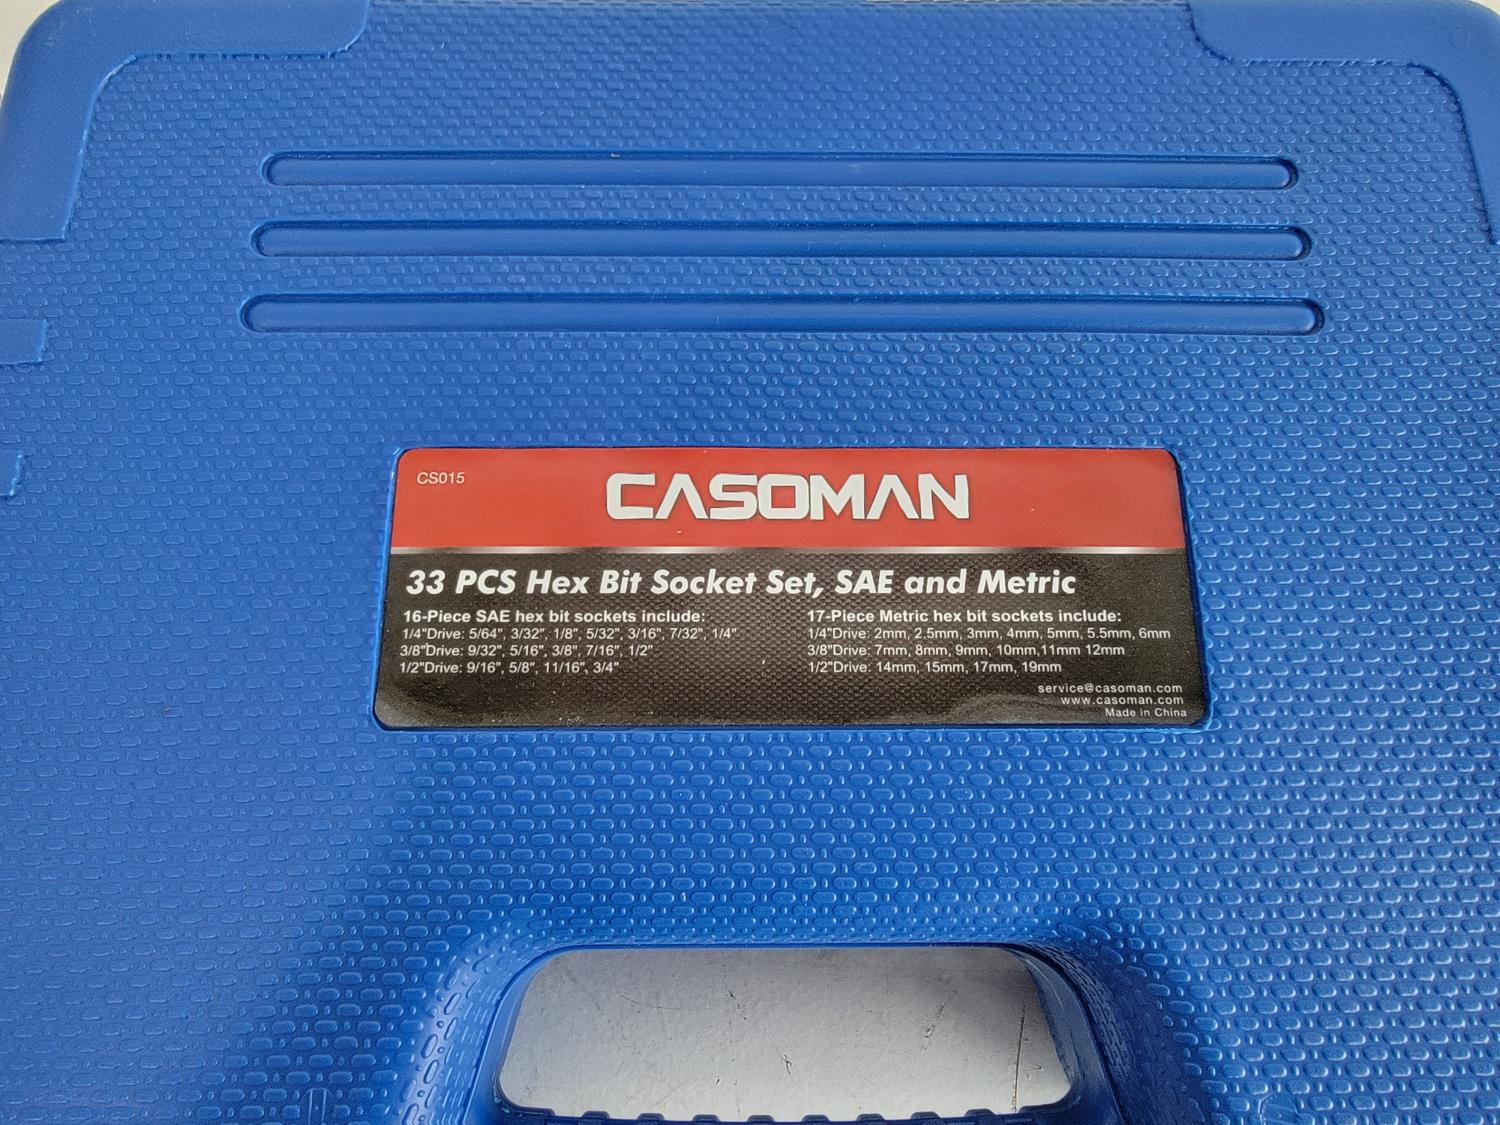 CS015
CASOMAN
33 PCS Hex Bit Socket Set, SAE and Metric
16-Piece SAE hex bit sockets include:
1/4"Drive: 5/64", 3/32", 1/8", 5/32", 3/16", 7/32", 1/4"
3/8"Drive: 9/32", 5/16", 3/8", 7/16", 1/2"
1/2"Drive: 9/16", 5/8", 11/16", 3/4"
17-Piece Metric hex bit sockets include:
1/4"Drive: 2mm, 2.5mm, 3mm, 4mm, 5mm, 5.5mm, 6mm
3/8"Drive: 7mm, 8mm, 9mm, 10mm,11mm 12mm
1/2"Drive: 14mm, 15mm, 17mm, 19mm
service@casoman.com
www.casoman.com
Made in China